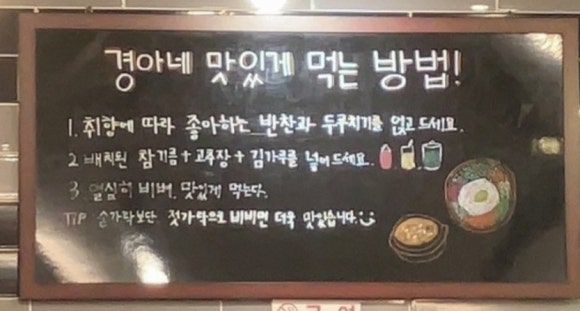 경아네 맛있게 먹는 방법!
1. 취향에 따라 좋아하는 반찬과 두루치기를 얹고 드세요.
2 배치된 참기름 + 고추장 + 김가루를 넣어드세요.
3. 열심히 비벼, 맛있게 먹는다.
TIP 숟가락보단 젓가락으로 비비면 더욱 맛있습니다.